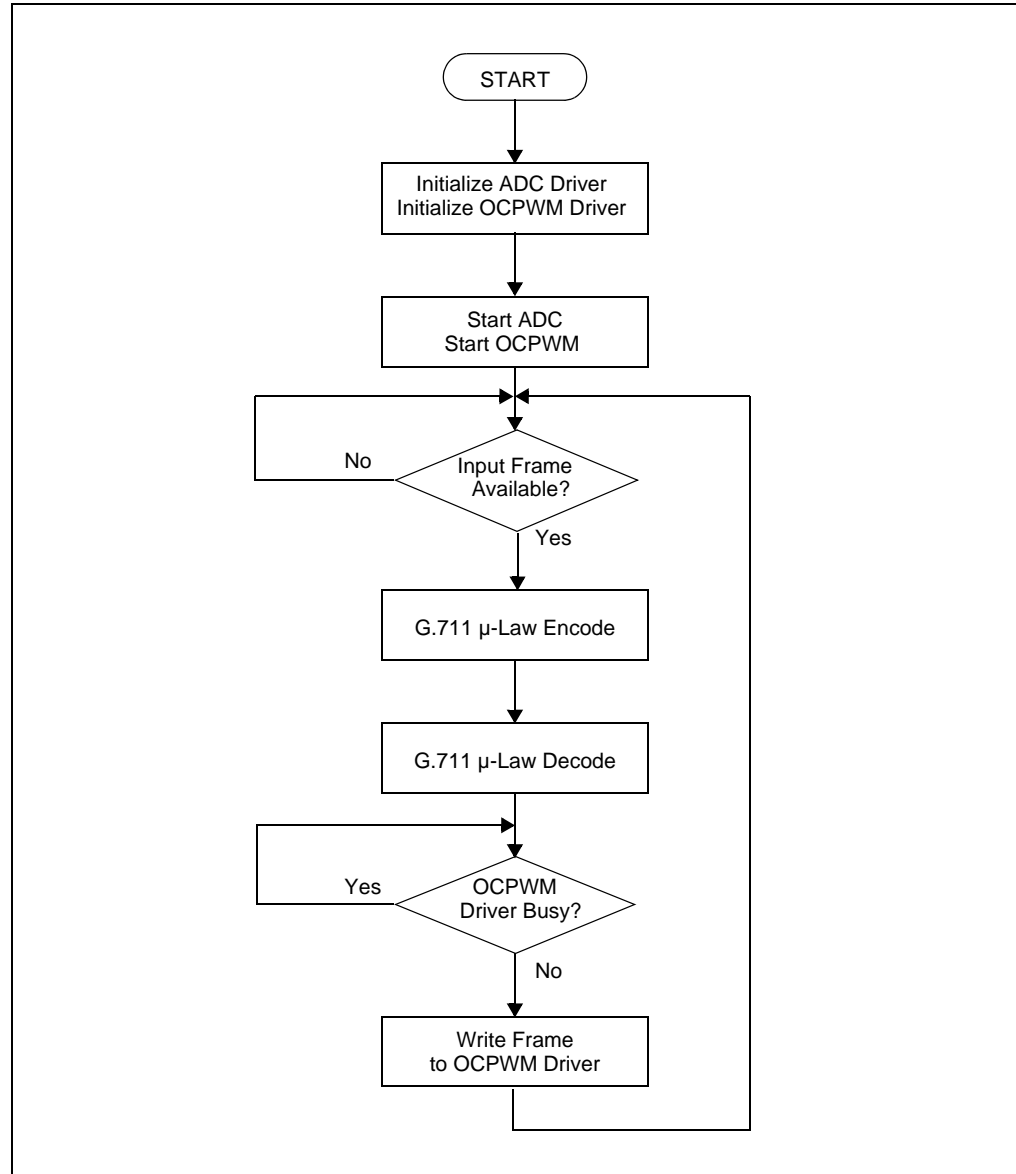 START
Initialize ADC Driver
Initialize OCPWM Driver
Start ADC
Start OCPWM
No
Input Frame
Available?
Yes
G.711 µ-Law Encode
G.711 µ-Law Decode
Yes
OCPWM
Driver Busy?
No
Write Frame
to OCPWM Driver